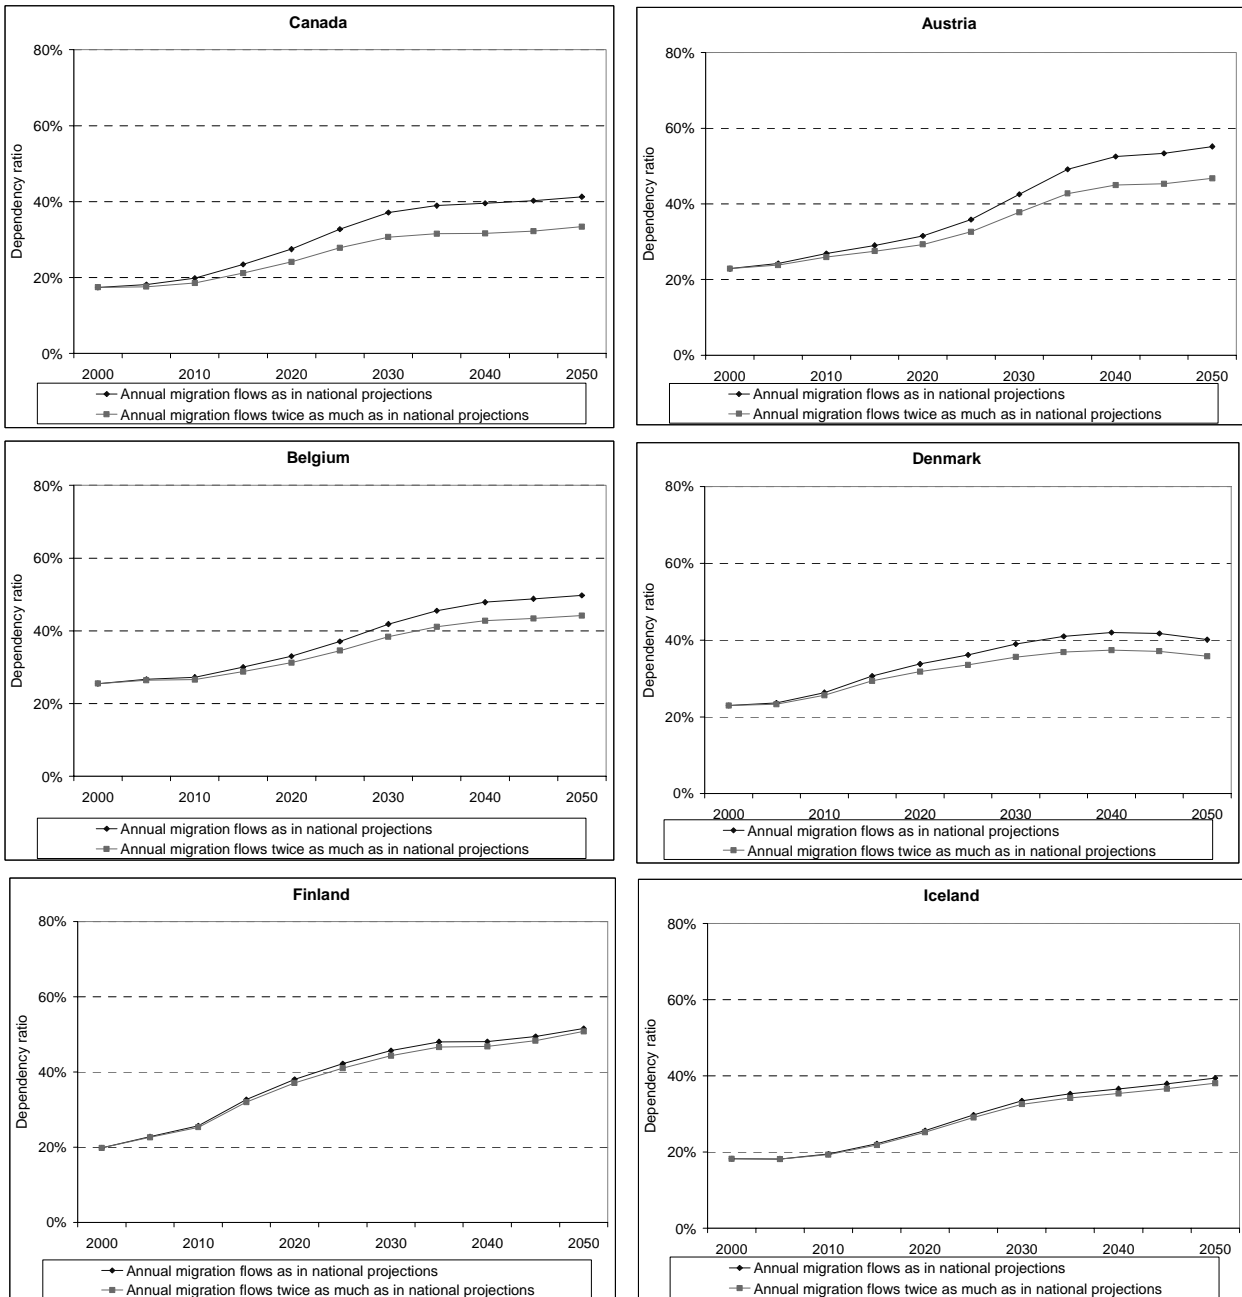 Canada
80%
60%
40%
20%
0%
Dependency ratio
2000 2010 2020 2030 2040 2050
Annual migration flows as in national projections
Annual migration flows twice as much as in national projections
Austria
80%
60%
40%
20%
0%
Dependency ratio
2000 2010 2020 2030 2040 2050
Annual migration flows as in national projections
Annual migration flows twice as much as in national projections
Belgium
80%
60%
40%
20%
0%
Dependency ratio
2000 2010 2020 2030 2040 2050
Annual migration flows as in national projections
Annual migration flows twice as much as in national projections
Denmark
80%
60%
40%
20%
0%
Dependency ratio
2000 2010 2020 2030 2040 2050
Annual migration flows as in national projections
Annual migration flows twice as much as in national projections
Finland
80%
60%
40%
20%
0%
Dependency ratio
2000 2010 2020 2030 2040 2050
Annual migration flows as in national projections
Annual migration flows twice as much as in national projections
Iceland
80%
60%
40%
20%
0%
Dependency ratio
2000 2010 2020 2030 2040 2050
Annual migration flows as in national projections
Annual migration flows twice as much as in national projections